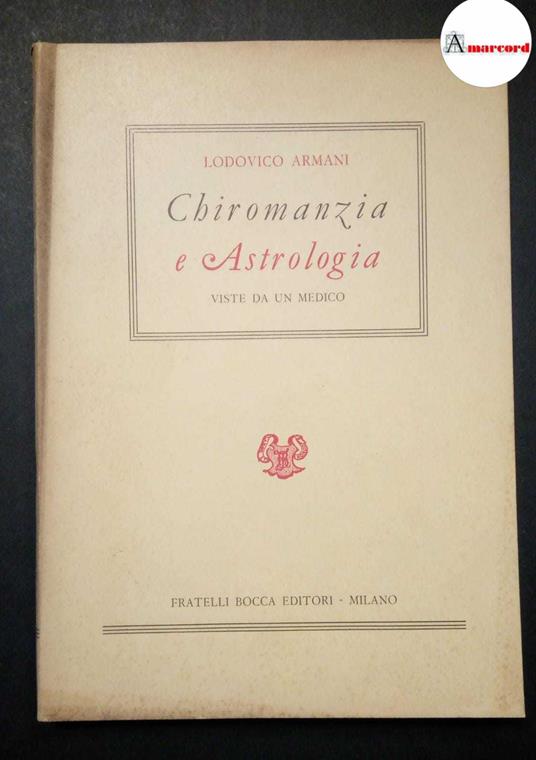 Amarcord
LODOVICO ARMANI
Chiromanzia
e Astrologia
VISTE DA UN MEDICO
FRATELLI BOCCA EDITORI - MILANO